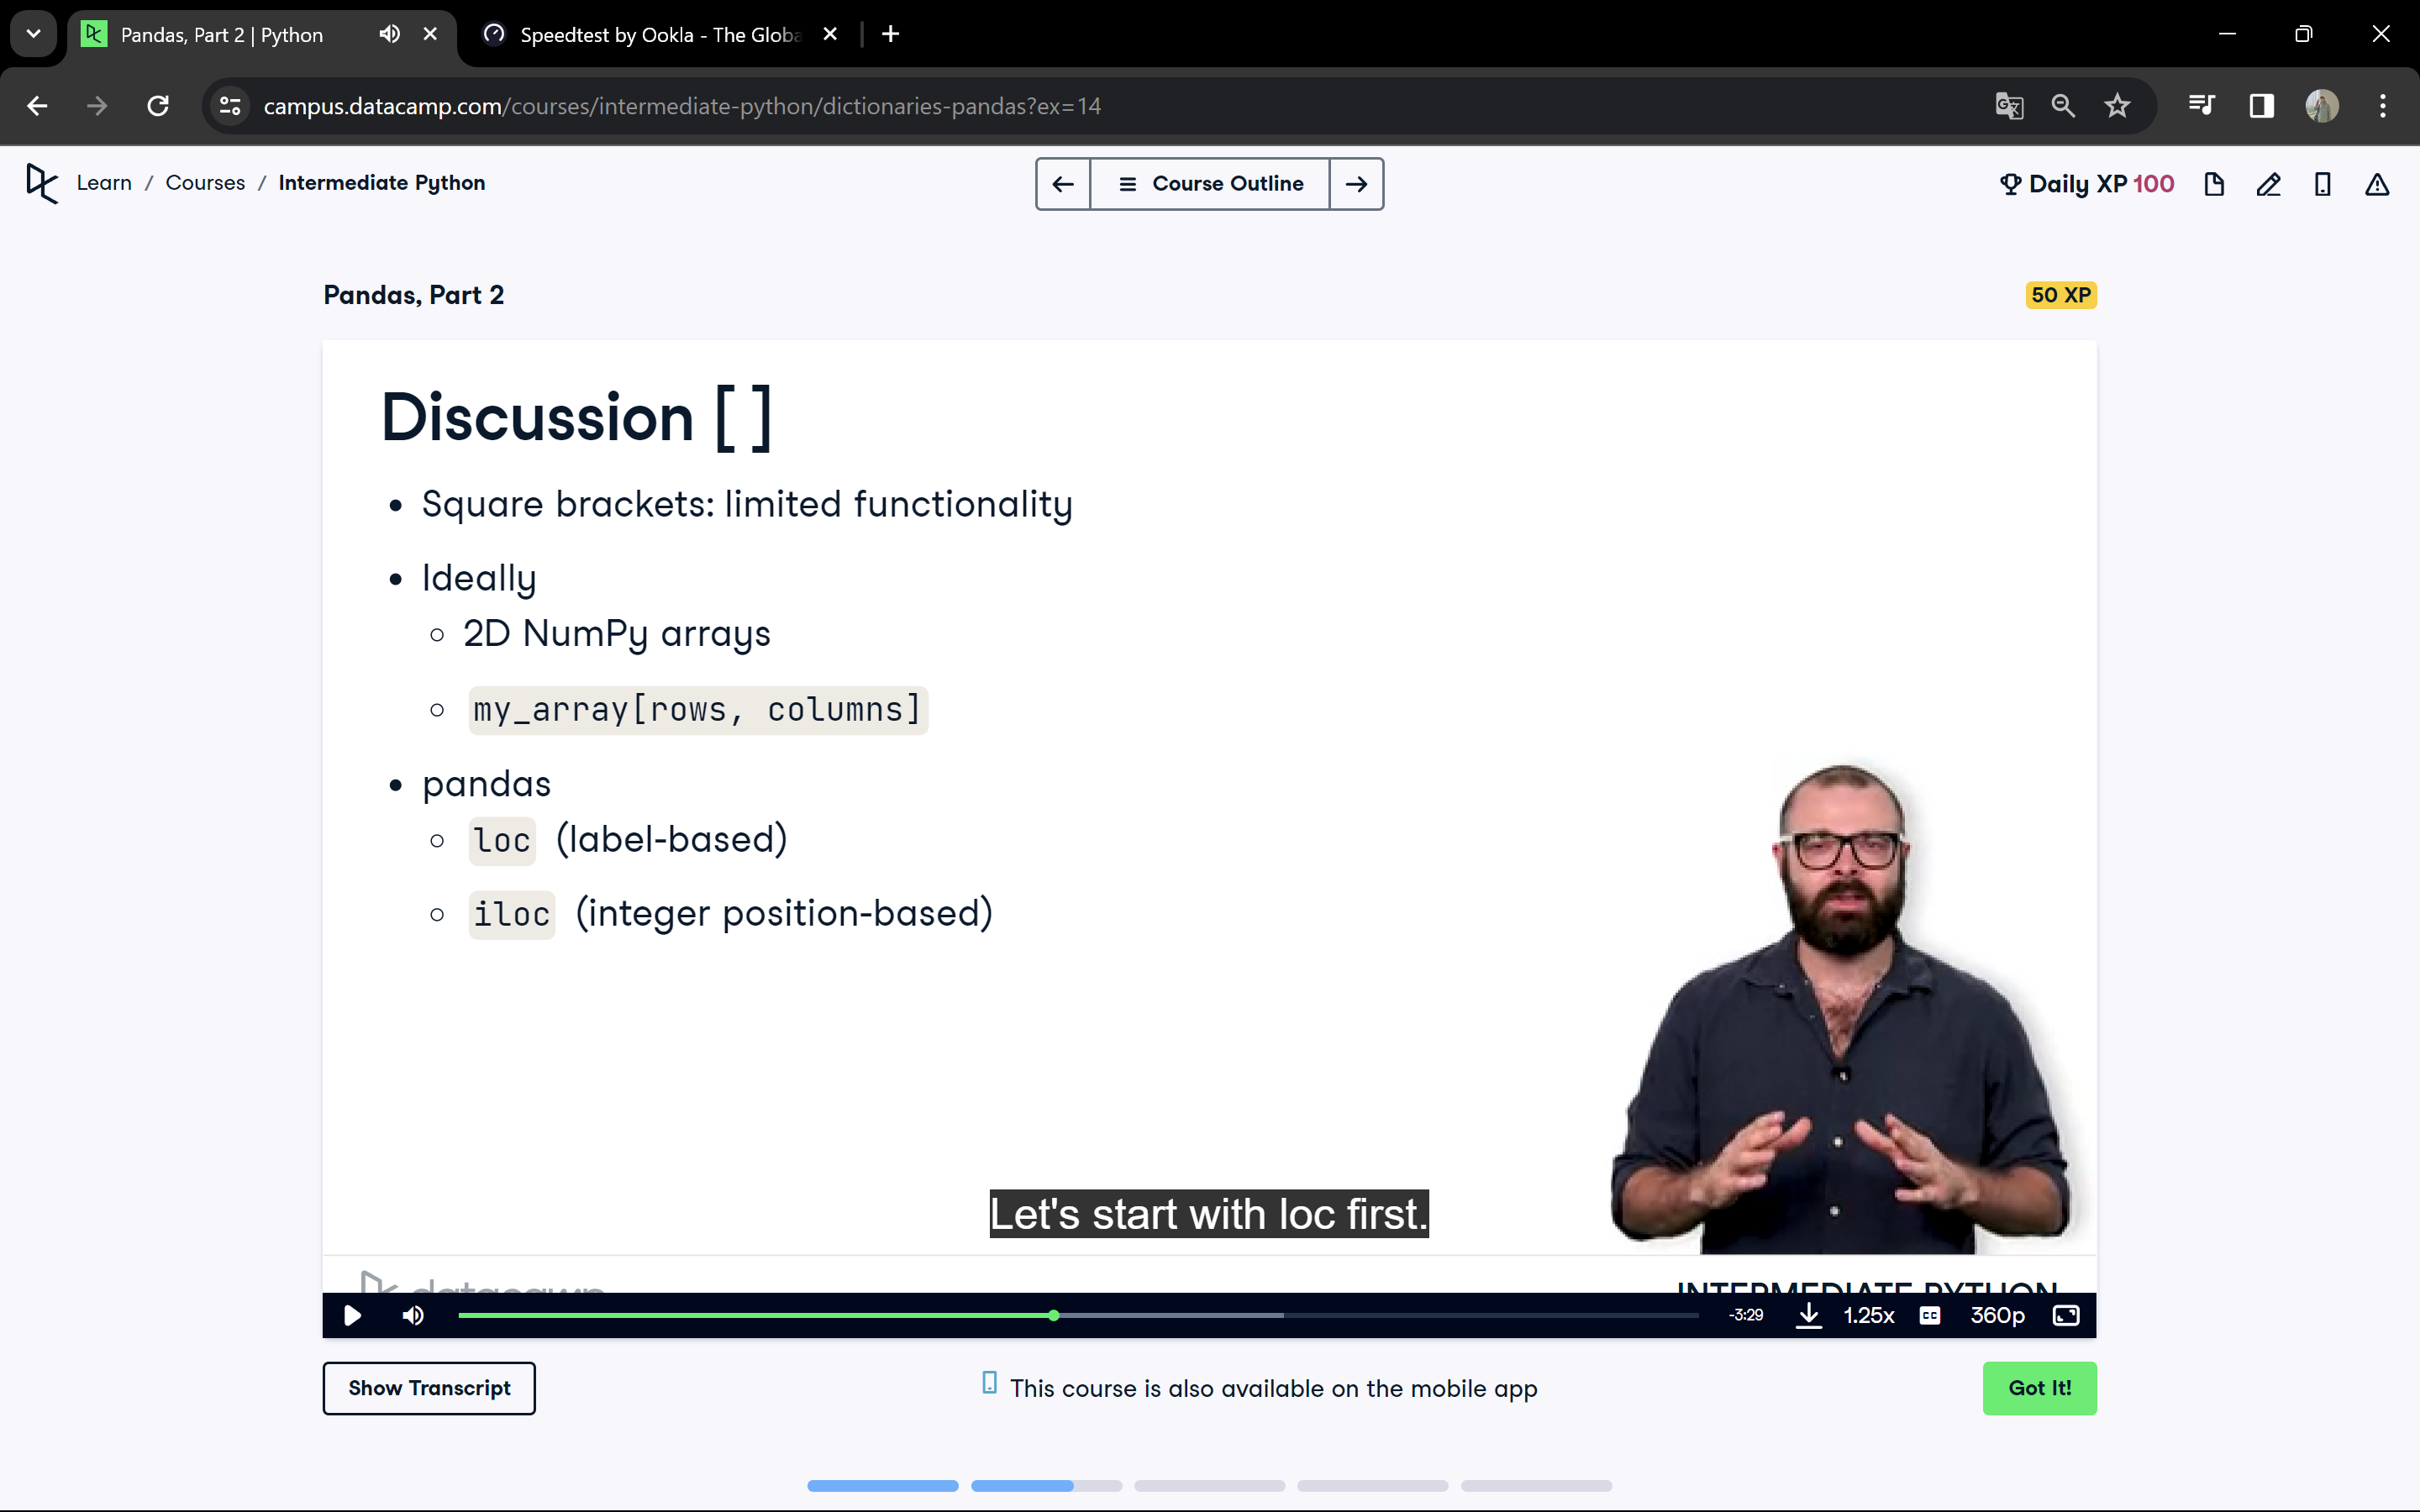 Pandas, Part 2 | Python
Speedtest by Ookla - The Globa
campus.datacamp.com/courses/intermediate-python/dictionaries-pandas?ex=14
Learn / Courses / Intermediate Python
Course Outline
Daily XP 100
Pandas, Part 2
50 XP
Discussion [ ]
• Square brackets: limited functionality
• Ideally
○ 2D NumPy arrays
○ my_array[rows, columns]
• pandas
○ loc (label-based)
○ iloc (integer position-based)
Let's start with loc first.
datacamp
INTERMEDIATE PYTHON
-3:29
1.25x
CC
360p
Show Transcript
This course is also available on the mobile app
Got It!